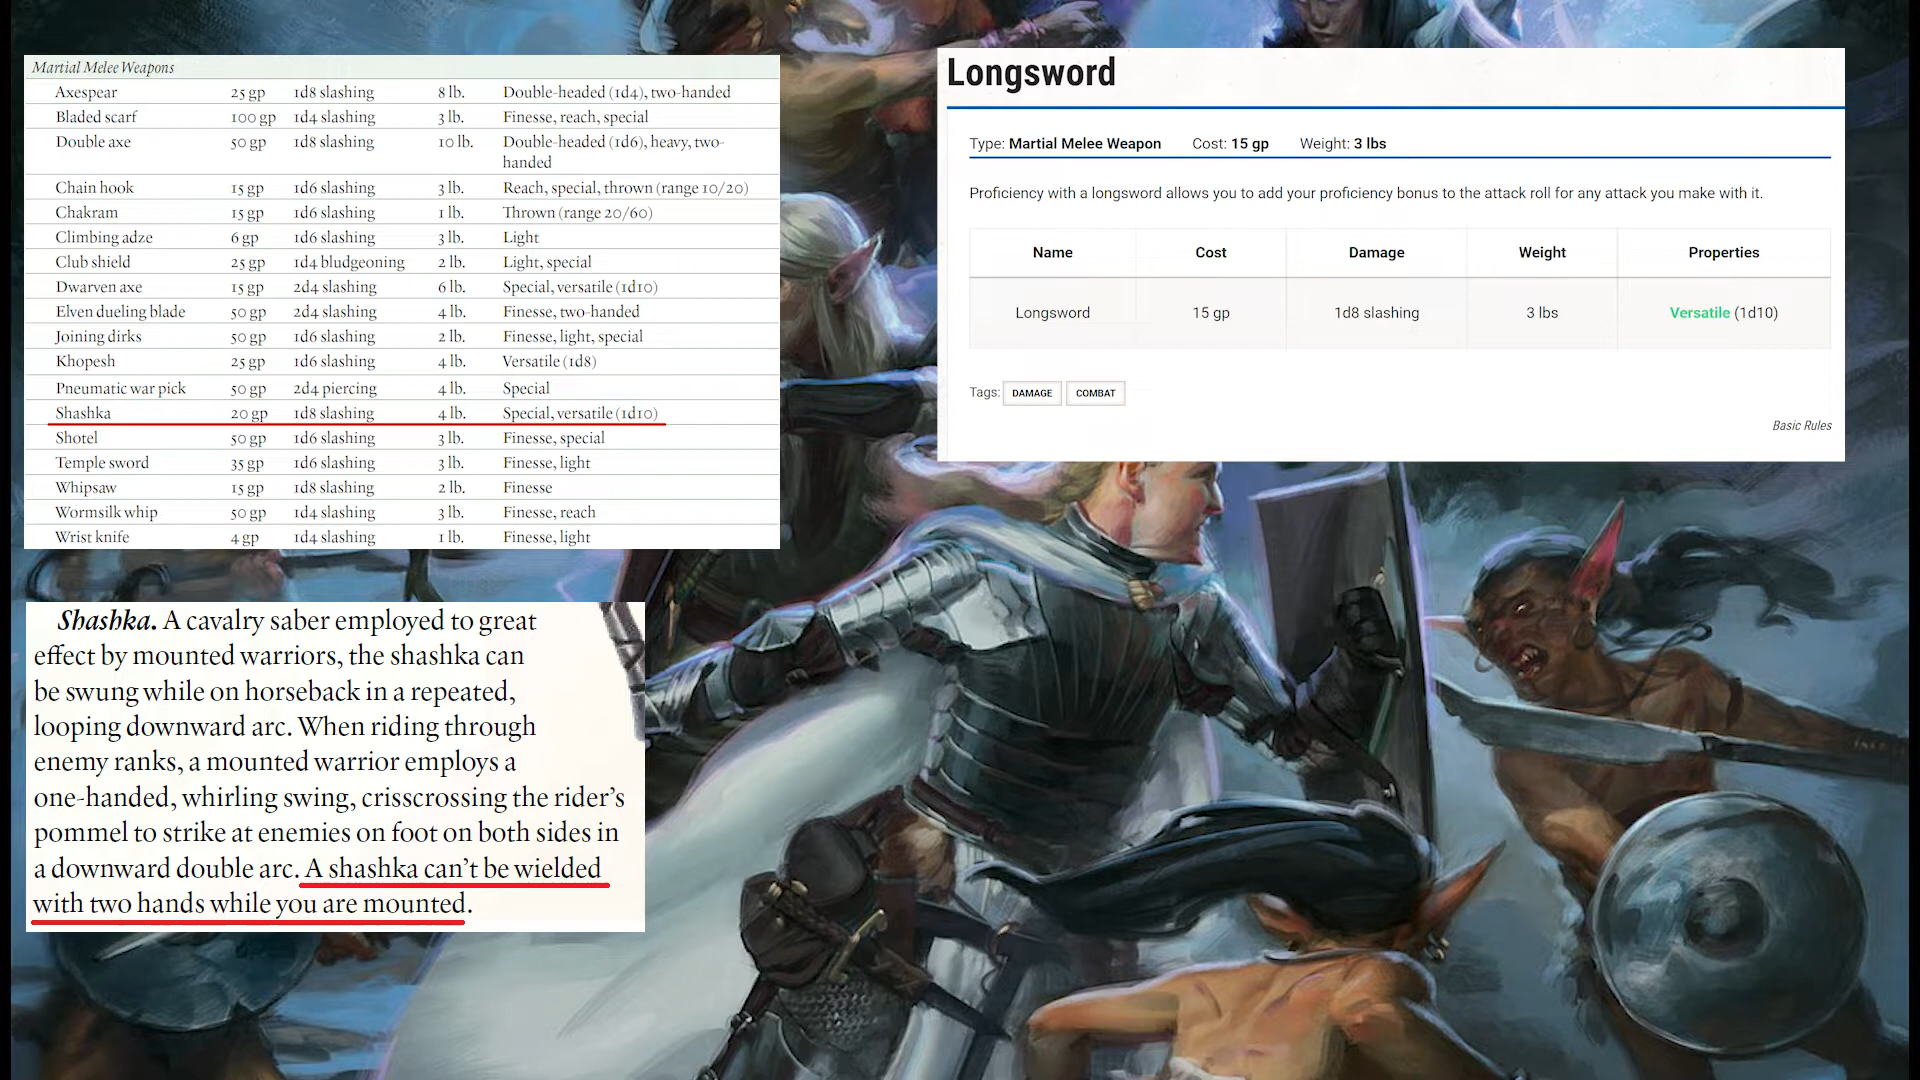 Martial Melee Weapons
Axespear 25 gp 1d8 slashing 8 lb. Double-headed (1d4), two-handed
Bladed scarf 100 gp 1d4 slashing 3 lb. Finesse, reach, special
Double axe 50 gp 1d8 slashing 10 lb. Double-headed (1d6), heavy, two-
handed
Chain hook 15 gp 1d6 slashing 3 lb. Reach, special, thrown (range 10/20)
Chakram 15 gp 1d6 slashing 1 lb. Thrown (range 20/60)
Climbing adze 6 gp 1d6 slashing 3 lb. Light
Club shield 25 gp 1d4 bludgeoning 2 lb. Light, special
Dwarven axe 15 gp 2d4 slashing 6 lb. Special, versatile (1d10)
Elven dueling blade 50 gp 2d4 slashing 4 lb. Finesse, two-handed
Joining dirks 50 gp 1d6 slashing 2 lb. Finesse, light, special
Khopesh 25 gp 1d6 slashing 4 lb. Versatile (1d8)
Pneumatic war pick 50 gp 2d4 piercing 4 lb. Special
Shashka 20 gp 1d8 slashing 4 lb. Special, versatile (1d10)
Shotel 50 gp 1d6 slashing 3 lb. Finesse, special
Temple sword 35 gp 1d6 slashing 3 lb. Finesse, light
Whipsaw 15 gp 1d8 slashing 2 lb. Finesse
Wormsilk whip 50 gp 1d4 slashing 3 lb. Finesse, reach
Wrist knife 4 gp 1d4 slashing 1 lb. Finesse, light
Shashka. A cavalry saber employed to great
effect by mounted warriors, the shashka can
be swung while on horseback in a repeated,
looping downward arc. When riding through
enemy ranks, a mounted warrior employs a
one-handed, whirling swing, crisscrossing the rider's
pommel to strike at enemies on foot on both sides in
a downward double arc. A shashka can't be wielded
with two hands while you are mounted.
Longsword
Type: Martial Melee Weapon Cost: 15 gp Weight: 3 lbs
Proficiency with a longsword allows you to add your proficiency bonus to the attack roll for any attack you make with it.
Name Cost Damage Weight Properties
Longsword 15 gp 1d8 slashing 3 lbs Versatile (1d10)
Tags: DAMAGE COMBAT
Basic Rules